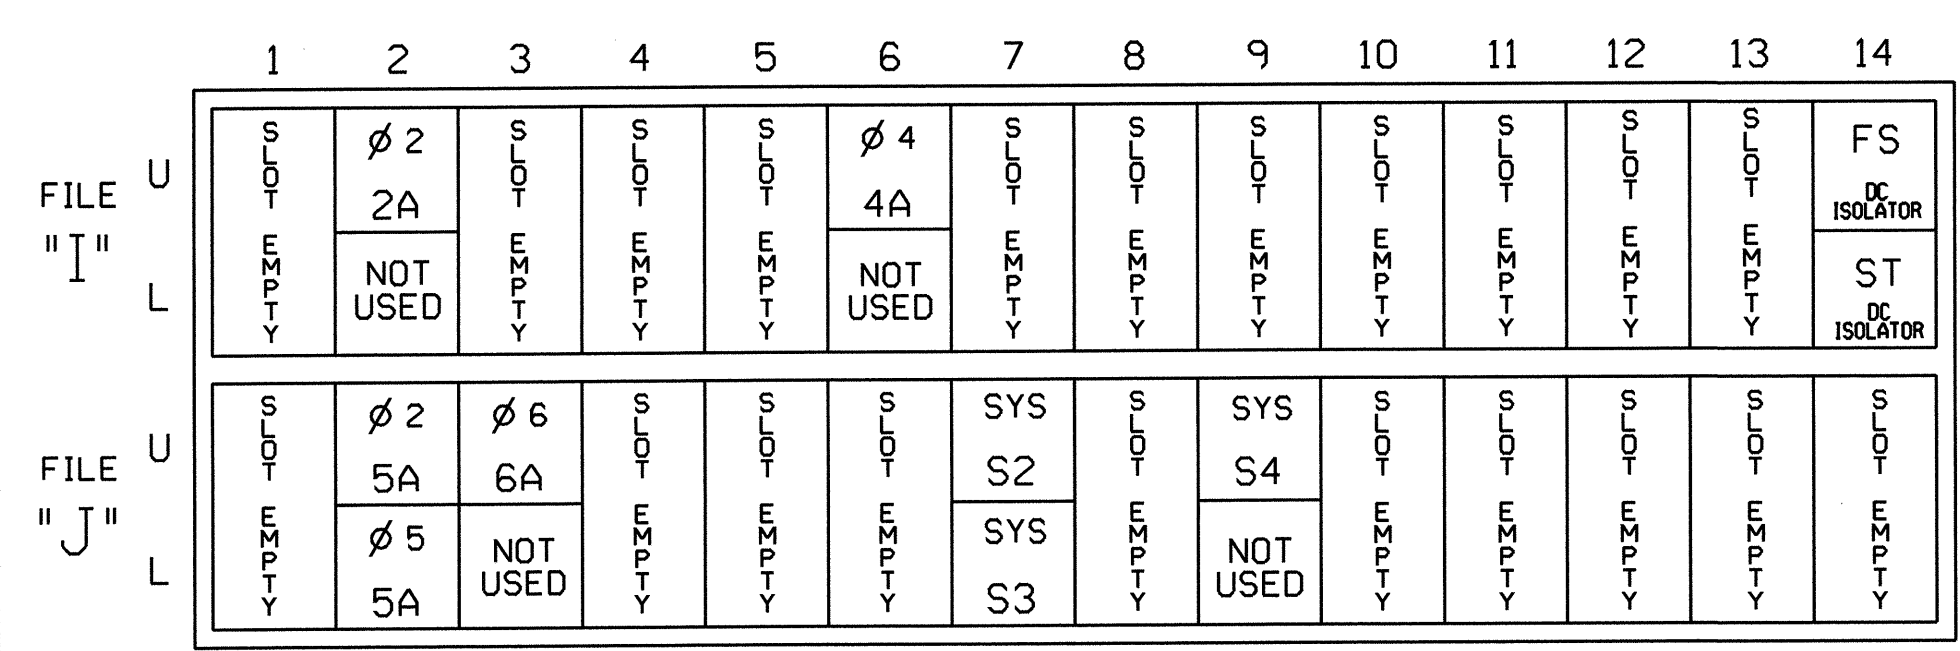 1 2 3 4 5 6 7 8 9 10 11 12 13 14
FILE
"I"
U
L
SLOT EMPTY
Ø 2
2A
NOT
USED
SLOT EMPTY
SLOT EMPTY
SLOT EMPTY
Ø 4
4A
NOT
USED
SLOT EMPTY
SLOT EMPTY
SLOT EMPTY
SLOT EMPTY
SLOT EMPTY
SLOT EMPTY
SLOT EMPTY
FS
DC
ISOLATOR
ST
DC
ISOLATOR
FILE
"J"
U
L
SLOT EMPTY
Ø 2
5A
Ø 5
5A
Ø 6
6A
NOT
USED
SLOT EMPTY
SLOT EMPTY
SLOT EMPTY
SYS
S2
SYS
S3
SLOT EMPTY
SYS
S4
NOT
USED
SLOT EMPTY
SLOT EMPTY
SLOT EMPTY
SLOT EMPTY
SLOT EMPTY